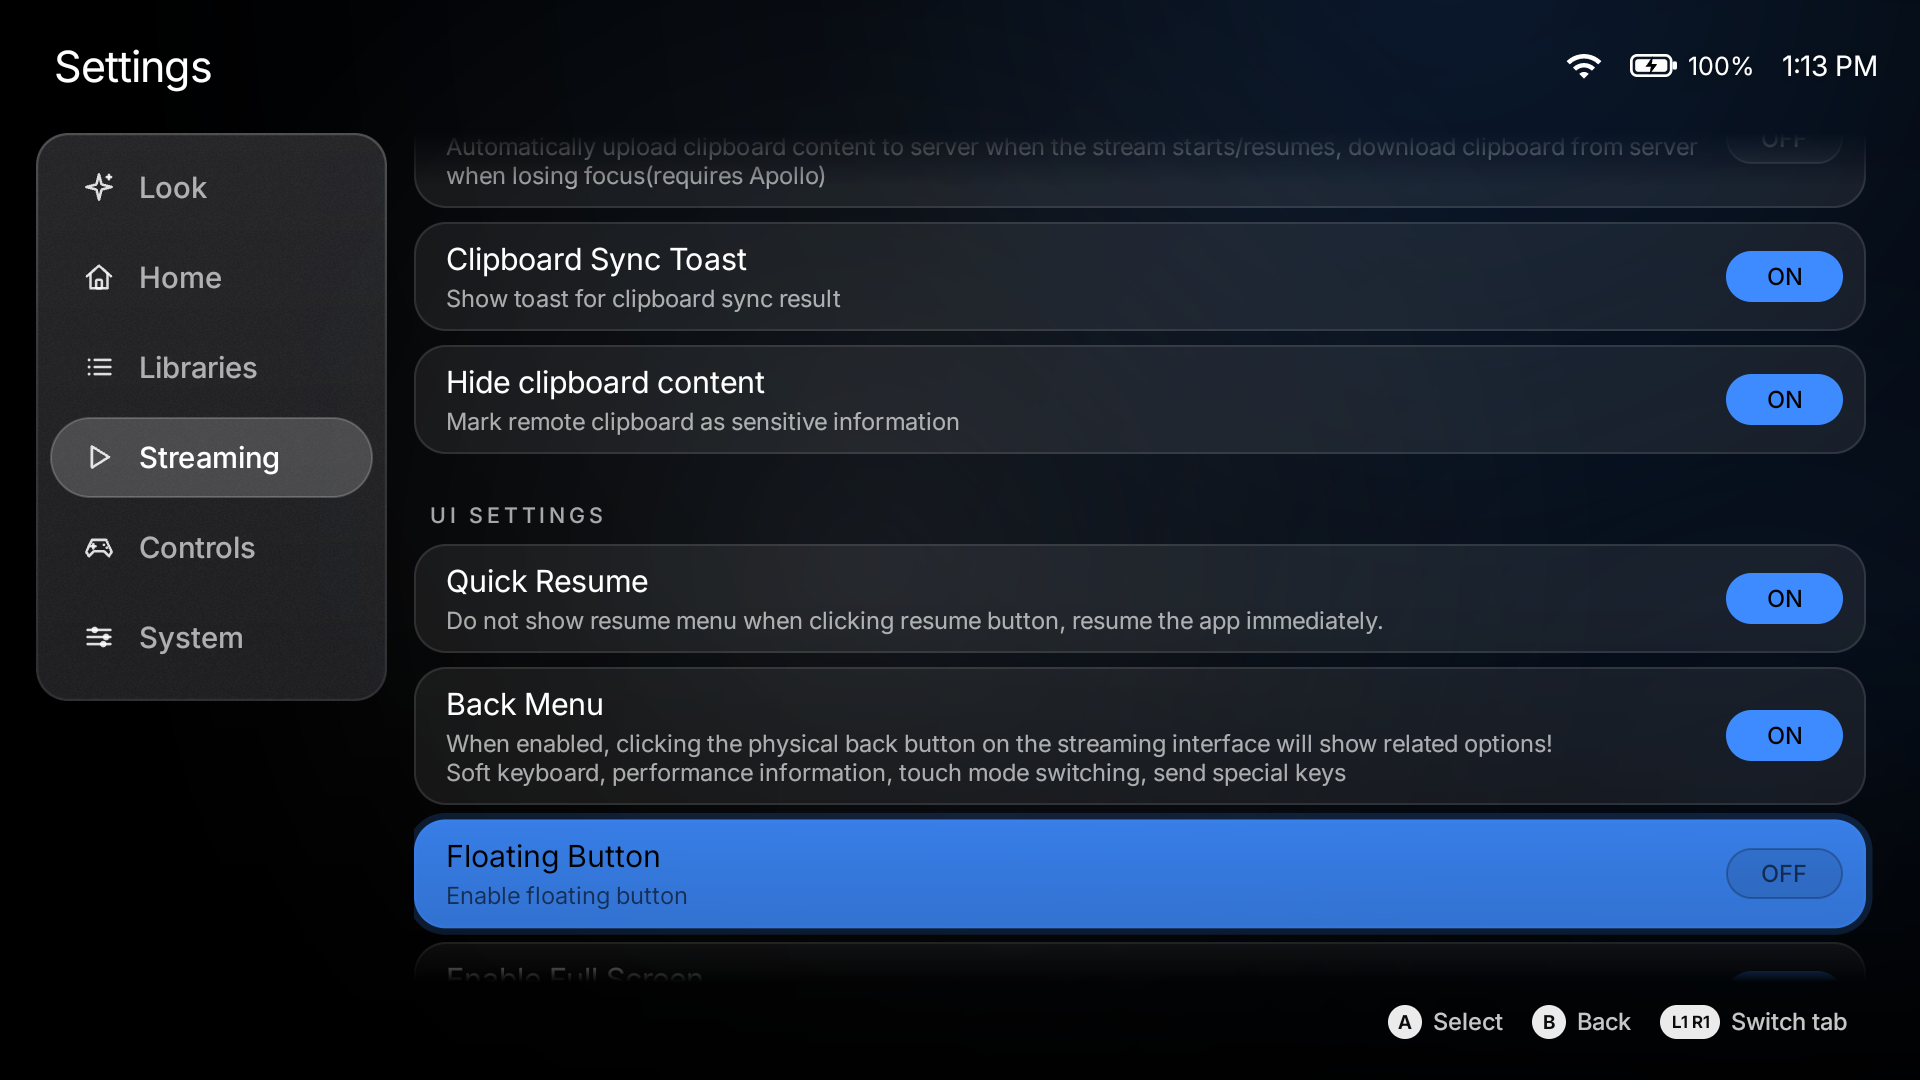 Settings
100%
1:13 PM
Look
Home
Libraries
Streaming
Controls
System
Automatically upload clipboard content to server when the stream starts/resumes, download clipboard from server
when losing focus(requires Apollo)
OFF
Clipboard Sync Toast
Show toast for clipboard sync result
ON
Hide clipboard content
Mark remote clipboard as sensitive information
ON
UI SETTINGS
Quick Resume
Do not show resume menu when clicking resume button, resume the app immediately.
ON
Back Menu
When enabled, clicking the physical back button on the streaming interface will show related options!
Soft keyboard, performance information, touch mode switching, send special keys
ON
Floating Button
Enable floating button
OFF
Enable Full Screen
A Select
B Back
L1 R1 Switch tab